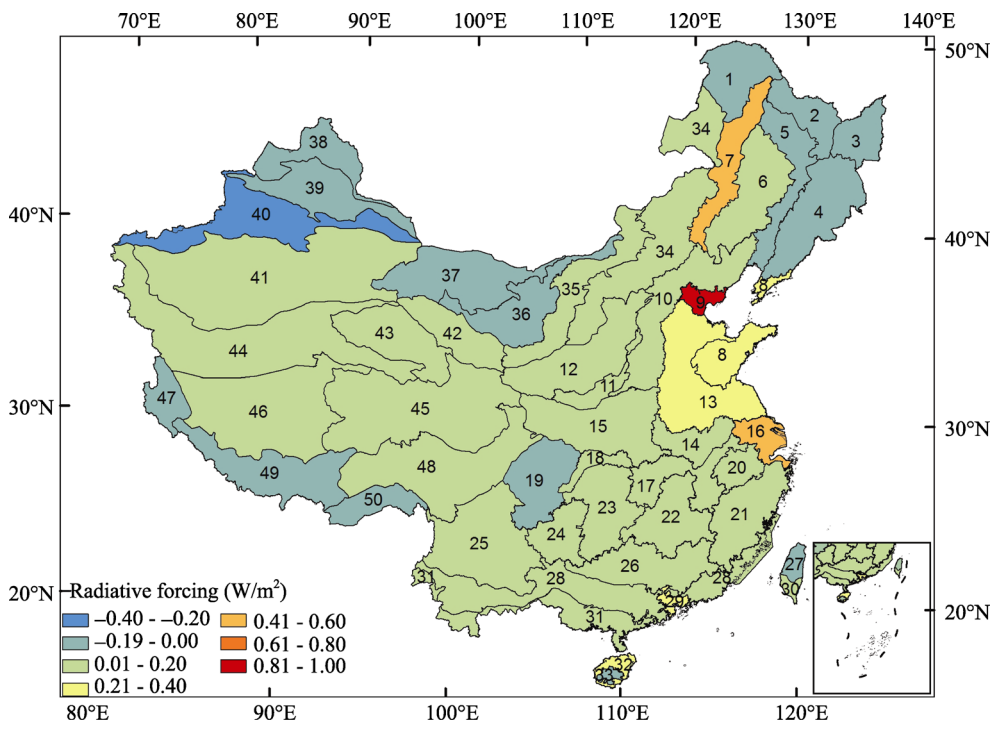 70°E 80°E 90°E 100°E 110°E 120°E 130°E 140°E
50°N
1
34 2
5 3
38
7
39 6
40 4
40°N 40°N
34
37
41 35 8
36 10 9
43 42
44 8
12
11
47 13
30°N 46 45
15 16 30°N
14
48 18 20
49 19
17
50 23
22 21
24
25
26 27
31 28 28
20°N 29 30
31 20°N
32
33
Radiative forcing (W/m²)
−0.40 - −0.20 0.41 - 0.60
−0.19 - 0.00 0.61 - 0.80
0.01 - 0.20 0.81 - 1.00
0.21 - 0.40
80°E 90°E 100°E 110°E 120°E